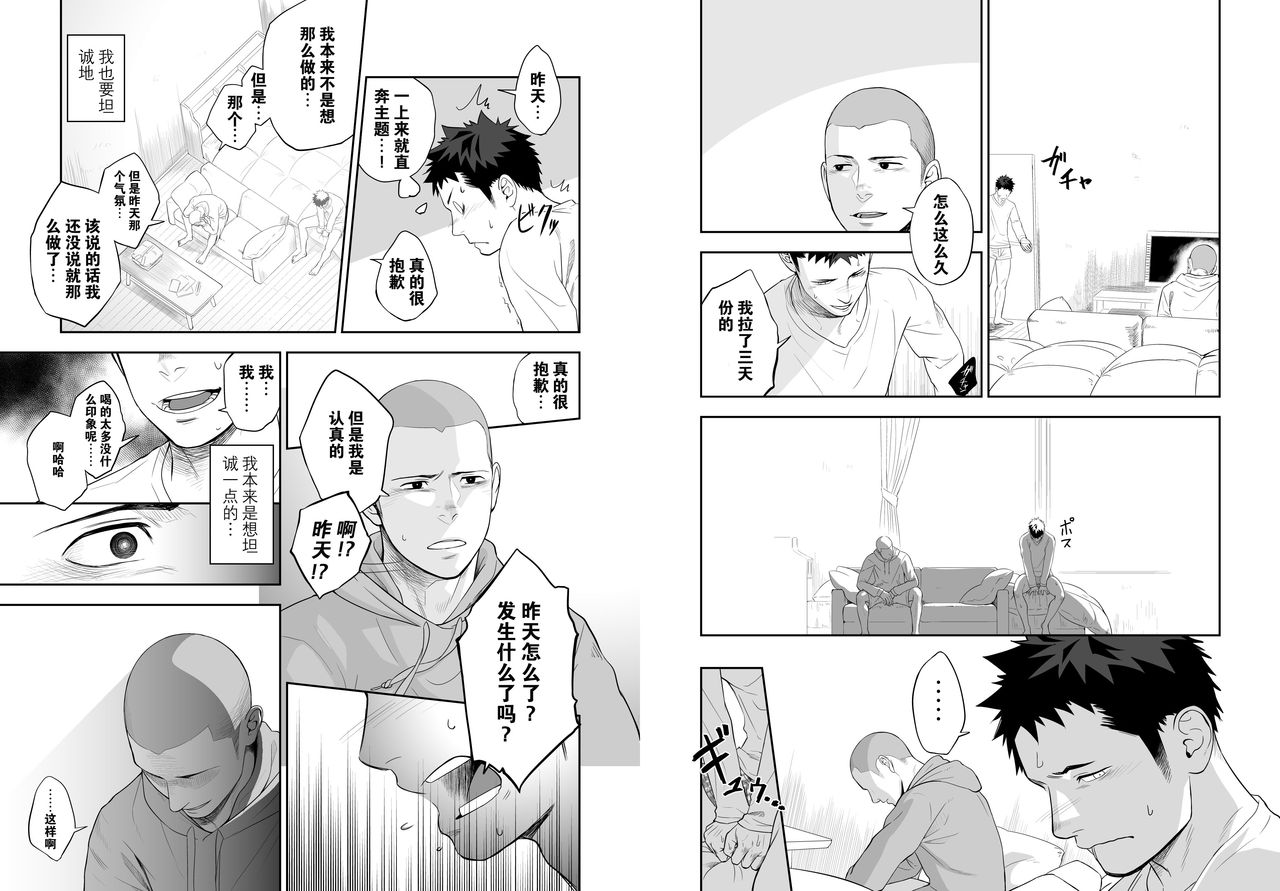 ガチャ
怎么这么久
我拉了三天
份的
ガチャ
ポス
····
ギュゥ…
昨天…
一上来就直
奔主题…！
ビクッ
真的很
抱歉
我本来不是想
那么做的…
但是…
那个…
我也要坦
诚地
但是昨天那
个气氛…
该说的话我
还没说就那
么做了…
真的很
抱歉…
但是我是
认真的
啊!?
昨天!?
昨天怎么了？
发生什么了吗？
我…
我…
喝的太多没什
么印象呢……
啊哈哈
我本来是想坦
诚一点的…
……这样啊